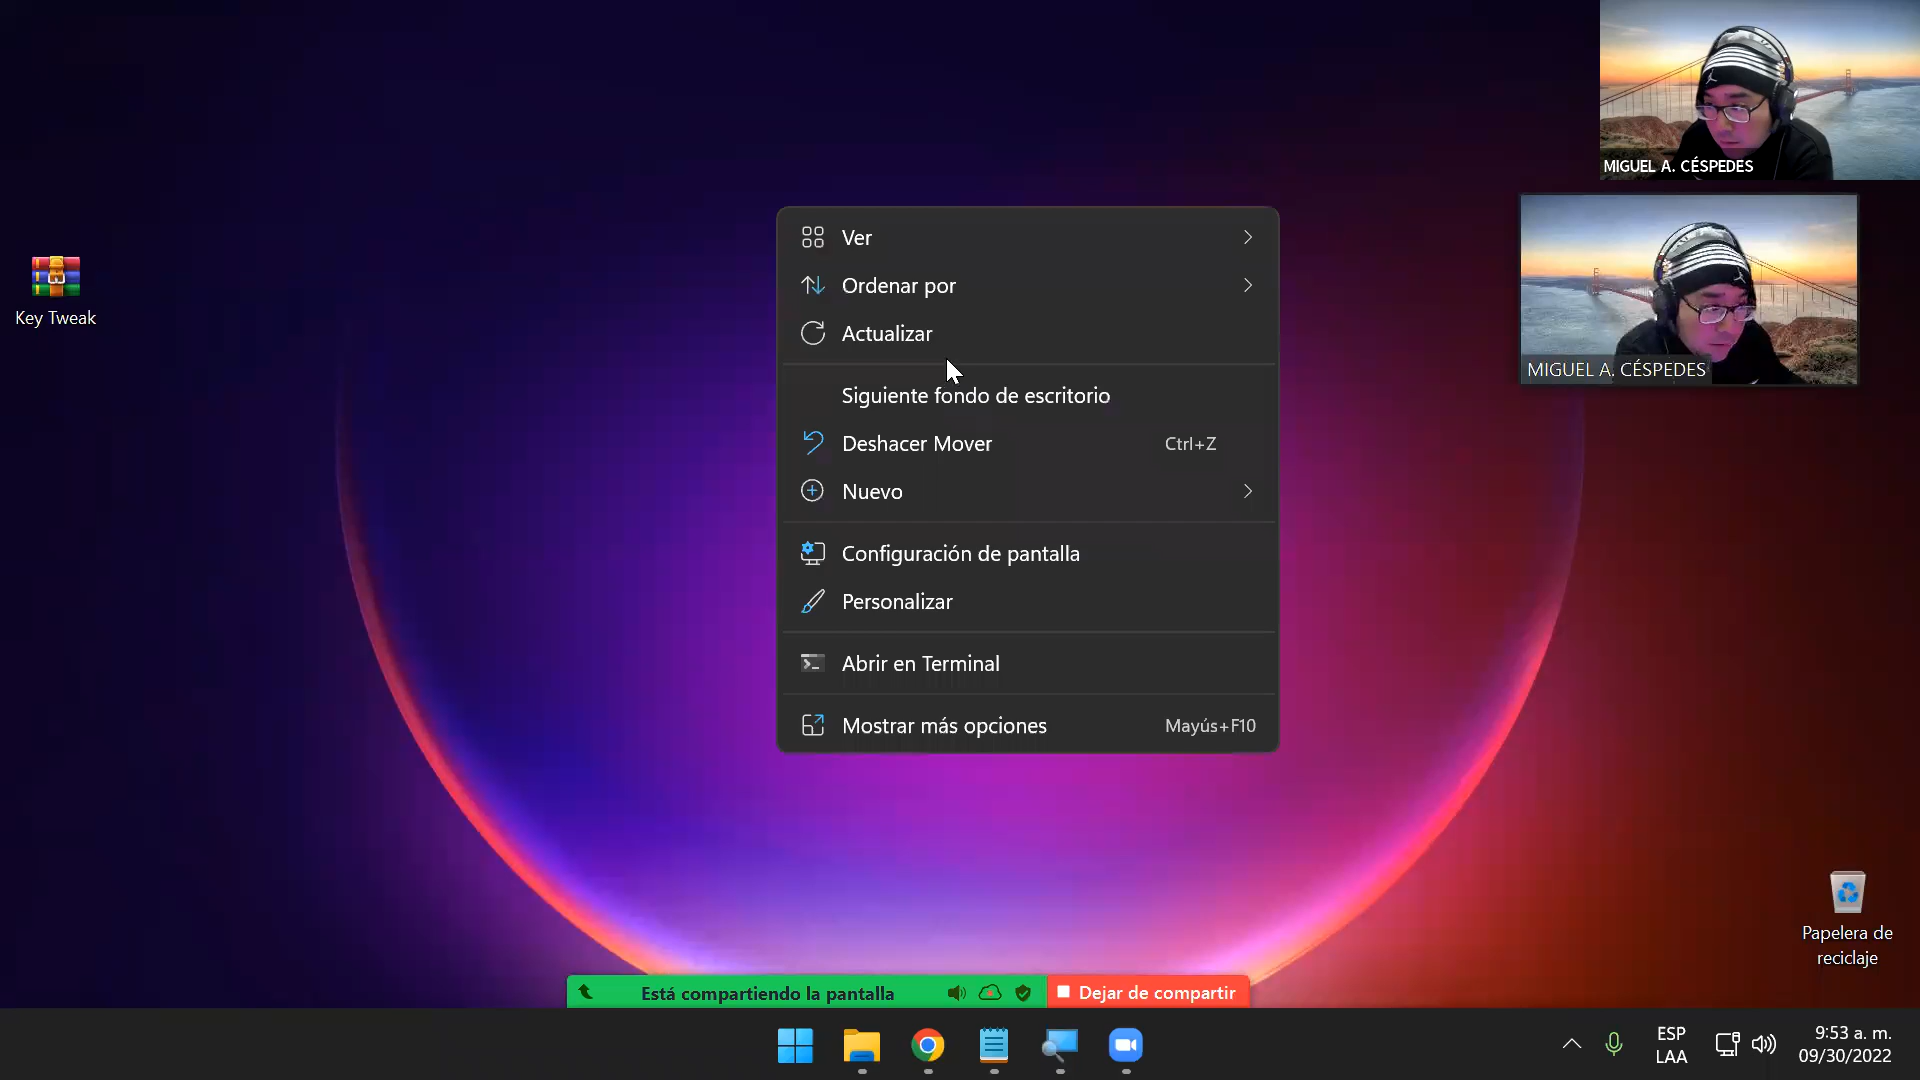 MIGUEL A. CÉSPEDES
MIGUEL A. CÉSPEDES
Key Tweak
Ver
Ordenar por
Actualizar
Siguiente fondo de escritorio
Deshacer Mover Ctrl+Z
Nuevo
Configuración de pantalla
Personalizar
Abrir en Terminal
Mostrar más opciones Mayús+F10
Papelera de
reciclaje
Está compartiendo la pantalla Dejar de compartir
ESP
LAA
9:53 a. m.
09/30/2022